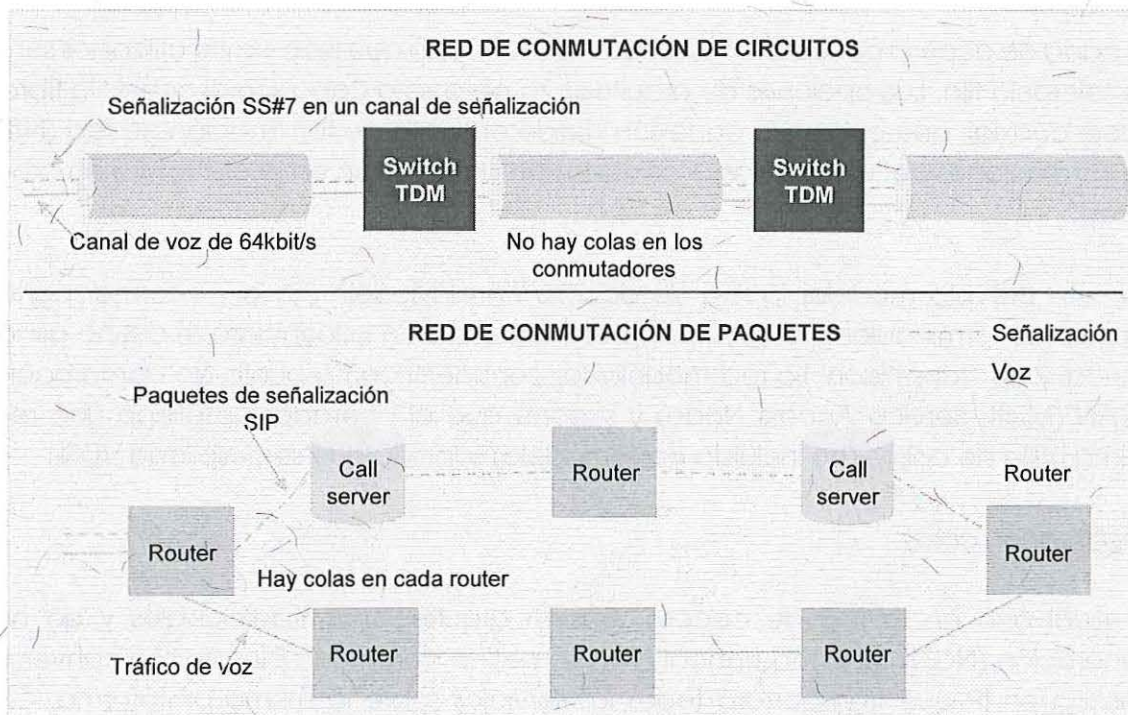 RED DE CONMUTACIÓN DE CIRCUITOS
Señalización SS#7 en un canal de señalización
Switch
TDM
Switch
TDM
Canal de voz de 64kbit/s
No hay colas en los
conmutadores
RED DE CONMUTACIÓN DE PAQUETES
Señalización
Voz
Paquetes de señalización
SIP
Call
server
Router
Call
server
Router
Router
Router
Hay colas en cada router
Router
Router
Router
Tráfico de voz